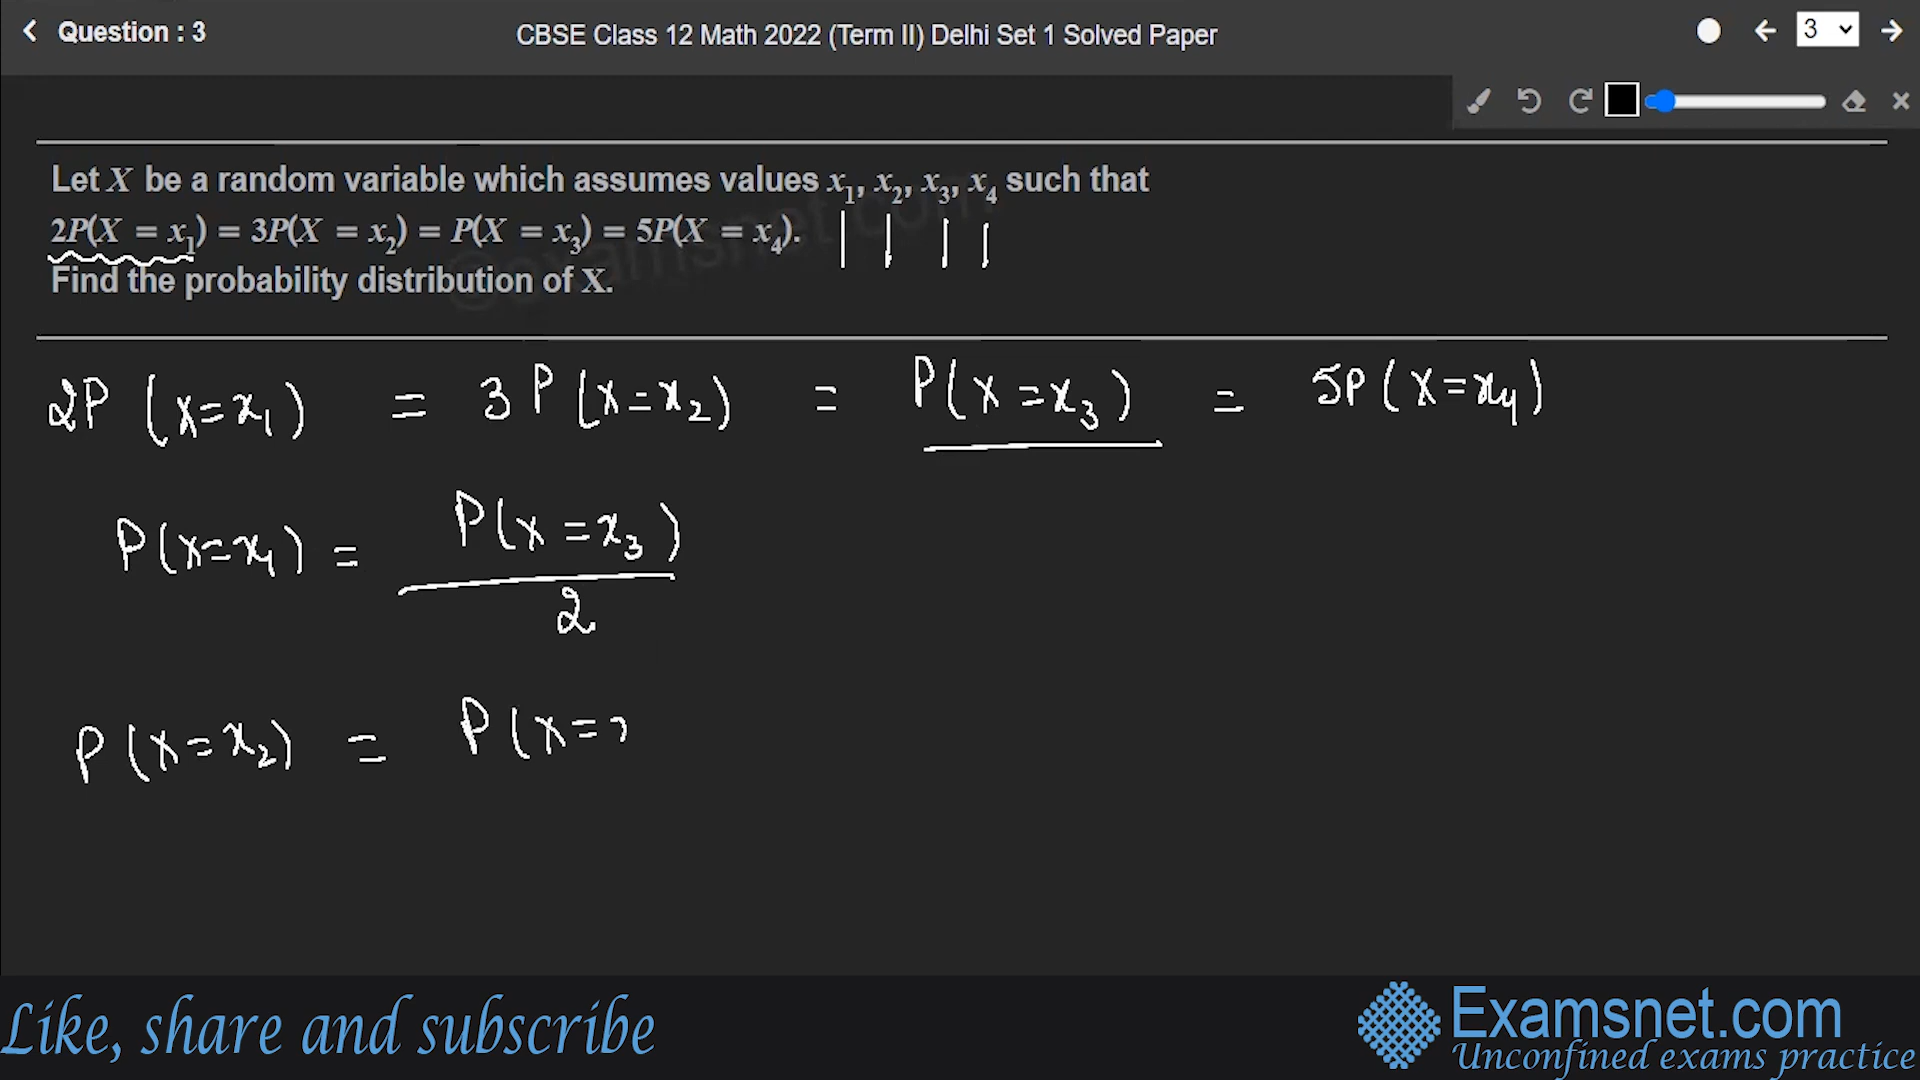 Question : 3
CBSE Class 12 Math 2022 (Term II) Delhi Set 1 Solved Paper
3
Let X be a random variable which assumes values x₁, x₂, x₃, x₄ such that
2P(X = x₁) = 3P(X = x₂) = P(X = x₃) = 5P(X = x₄).
Find the probability distribution of X.
@examsnet.com
2P (X=x₁) = 3 P (X=x₂) = P(X=x₃) = 5P (X=x₄)
P(X=x₁) = P(X=x₃)
2
P (X=x₂) = P (X=
Like, share and subscribe
Examsnet.com
Unconfined exams practice